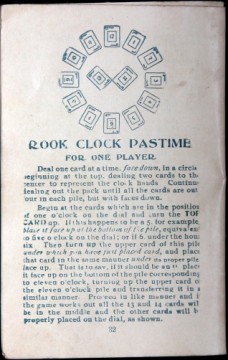 ROOK CLOCK PASTIME
FOR ONE PLAYER.
Deal one card at a time, face down, in a circle
beginning at the top, dealing two cards to the
center to represent the clock hands. Continue
dealing out the pack until all the cards are out
four in each pile, but with faces down.
Begin at the cards which are in the position
of one o'clock on the dial and turn the TOP
CARD up. If this happens to be a 5, for example,
place it face up at the bottom of the pile, equivalent
to five o'clock on the dial; or if 6 under the
six. Then turn up the upper card of this pile
under which you have just placed card, and place
that card in the same manner under its proper pile
face up. That is to say, if it should be an 11 place
it face up on the bottom of the pile corresponding
to eleven o'clock, turning up the upper card
the eleven o'clock pile and transferring it in a
similar manner. Proceed in like manner and if
the game works out all the 13 and 14 cards will
be in the middle and the other cards will be
properly placed on the dial, as shown.
32